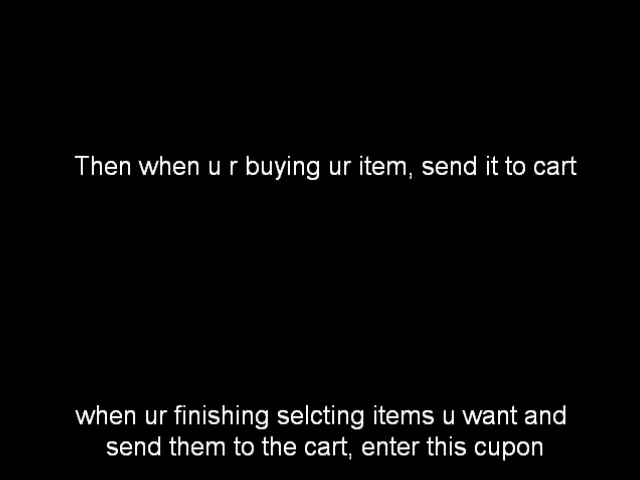 Then when u r buying ur item, send it to cart
when ur finishing selcting items u want and
send them to the cart, enter this cupon